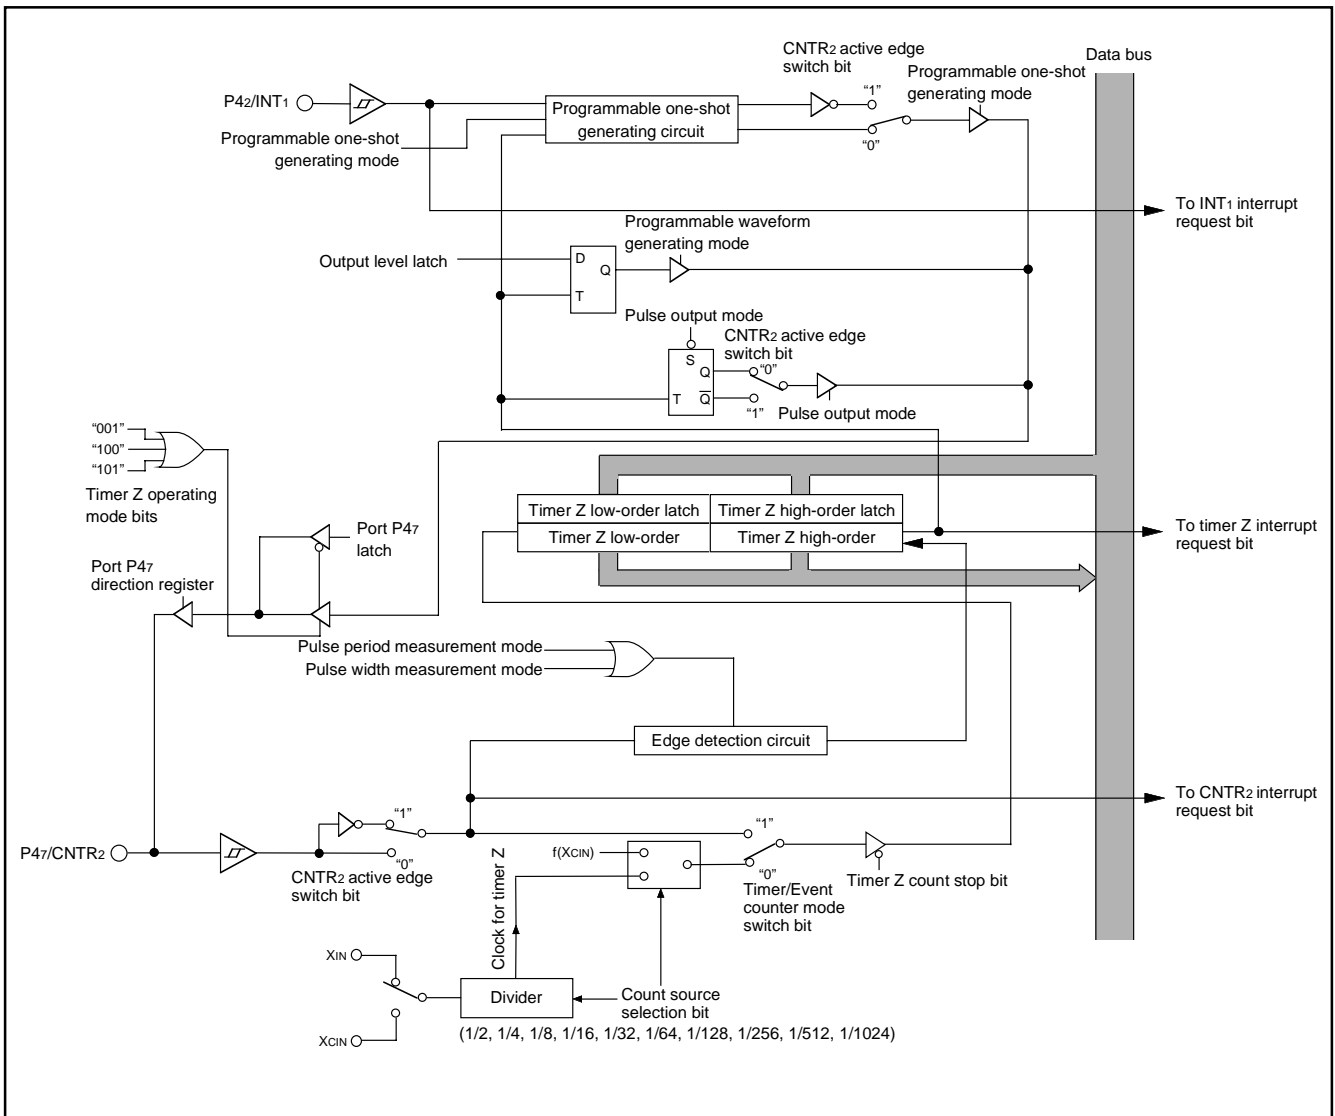 CNTR2 active edge
switch bit
Data bus
Programmable one-shot
generating mode
P42/INT1
“1”
Programmable one-shot
generating circuit
Programmable one-shot
generating mode
“0”
To INT1 interrupt
request bit
Programmable waveform
generating mode
Output level latch
D
Q
T
Pulse output mode
CNTR2 active edge
switch bit
S
Q
“0”
T
Q
“1”
Pulse output mode
“001”
“100”
“101”
Timer Z operating
mode bits
Timer Z low-order latch
Timer Z high-order latch
Timer Z low-order
Timer Z high-order
To timer Z interrupt
request bit
Port P47
latch
Port P47
direction register
Pulse period measurement mode
Pulse width measurement mode
Edge detection circuit
To CNTR2 interrupt
request bit
“1”
P47/CNTR2
“0”
CNTR2 active edge
switch bit
Clock for timer Z
f(XCIN)
“1”
“0”
Timer/Event
counter mode
switch bit
Timer Z count stop bit
XIN
Divider
Count source
selection bit
XCIN
(1/2, 1/4, 1/8, 1/16, 1/32, 1/64, 1/128, 1/256, 1/512, 1/1024)